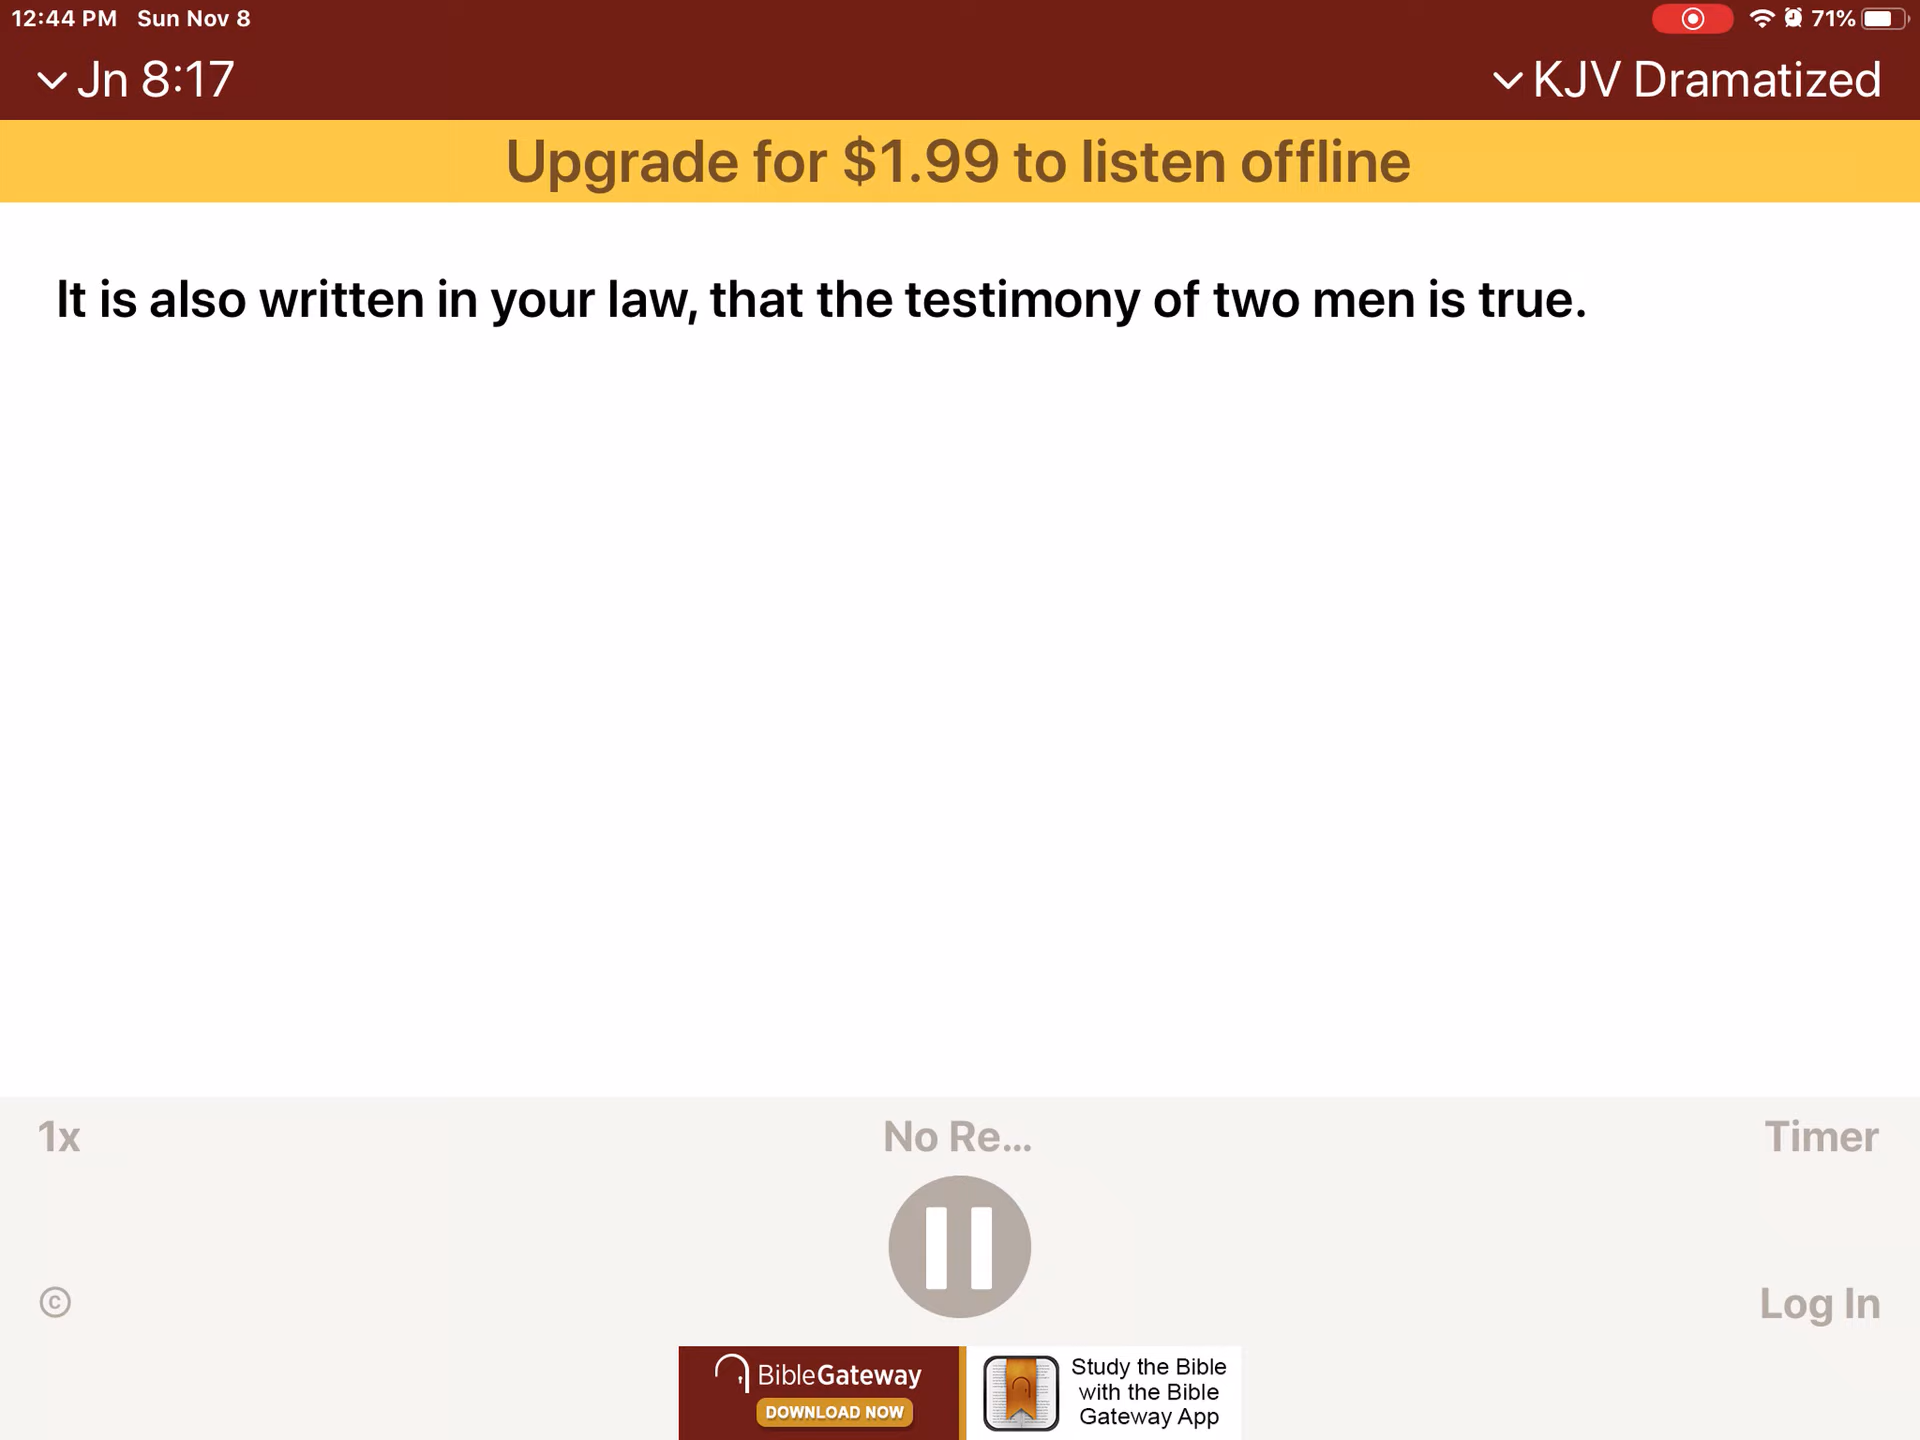 12:44 PM Sun Nov 8 71%
Jn 8:17 KJV Dramatized
Upgrade for $1.99 to listen offline
It is also written in your law, that the testimony of two men is true.
1x No Re... Timer
© Log In
BibleGateway
DOWNLOAD NOW
Study the Bible
with the Bible
Gateway App